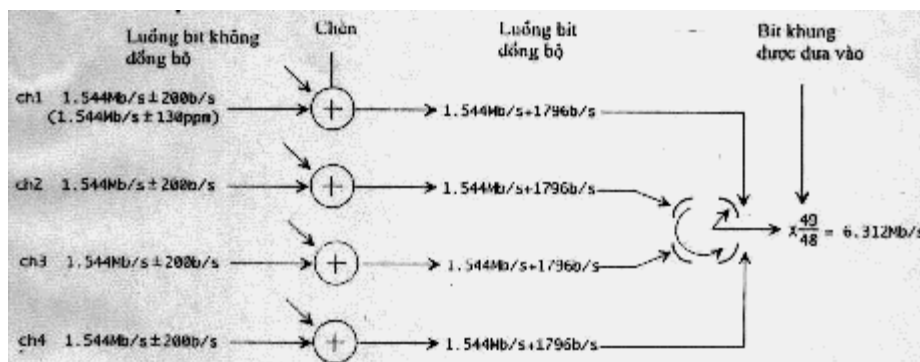 Luồng bit không
đồng bộ
Chèn
Luồng bit
đồng bộ
Bit khung
được đưa vào
ch1 1.544Mb/s±200b/s
(1.544Mb/s±130ppm)
1.544Mb/s+1796b/s
ch2 1.544Mb/s±200b/s
1.544Mb/s+1796b/s
x 49/48 = 6.312Mb/s
ch3 1.544Mb/s±200b/s
1.544Mb/s+1796b/s
ch4 1.544Mb/s±200b/s
1.544Mb/s+1796b/s